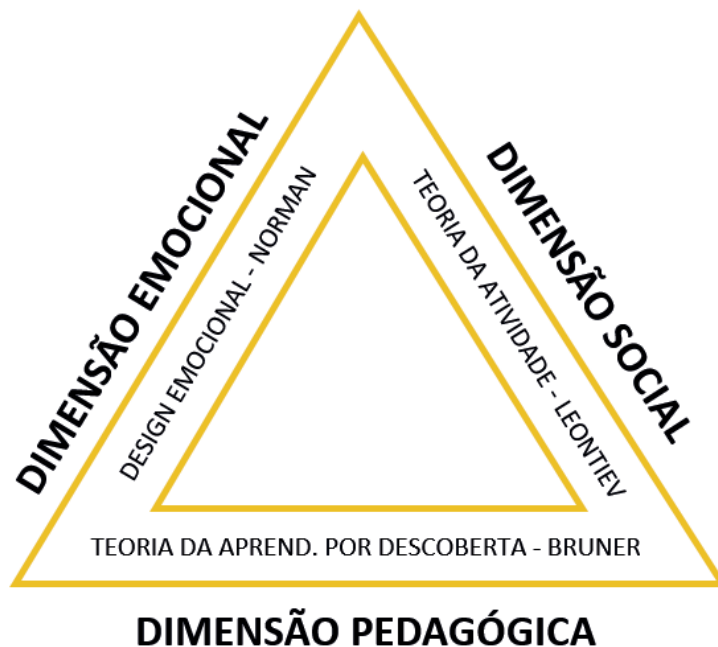 DIMENSÃO EMOCIONAL
DESIGN EMOCIONAL - NORMAN
TEORIA DA ATIVIDADE - LEONTIEV
DIMENSÃO SOCIAL
TEORIA DA APREND. POR DESCOBERTA - BRUNER
DIMENSÃO PEDAGÓGICA